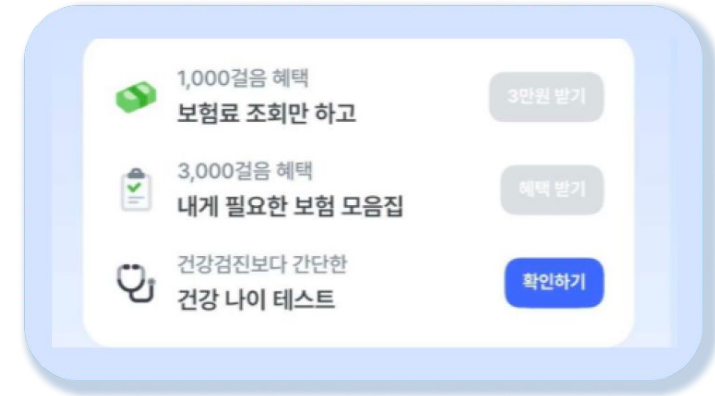 1,000걸음 혜택
보험료 조회만 하고
3만원 받기
3,000걸음 혜택
내게 필요한 보험 모음집
혜택 받기
건강검진보다 간단한
건강 나이 테스트
확인하기